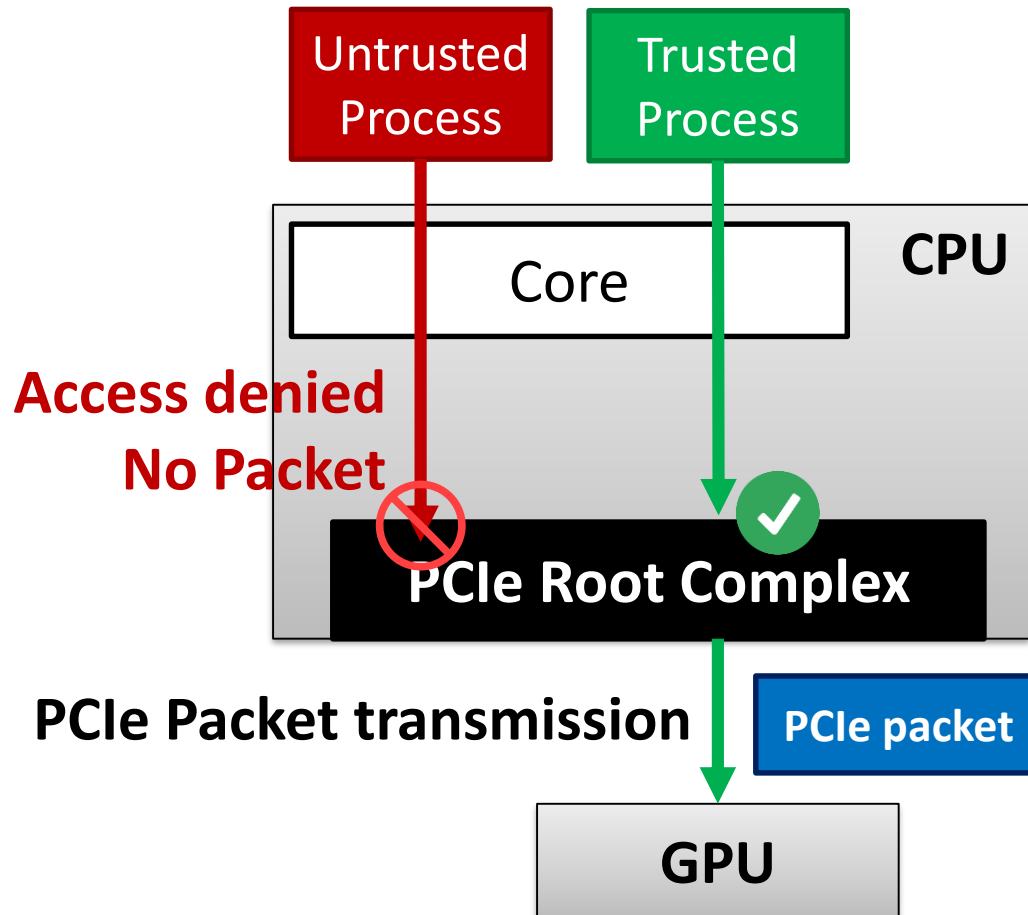 Untrusted
Process
Trusted
Process
CPU
Core
Access denied
No Packet
PCIe Root Complex
PCIe Packet transmission
PCIe packet
GPU